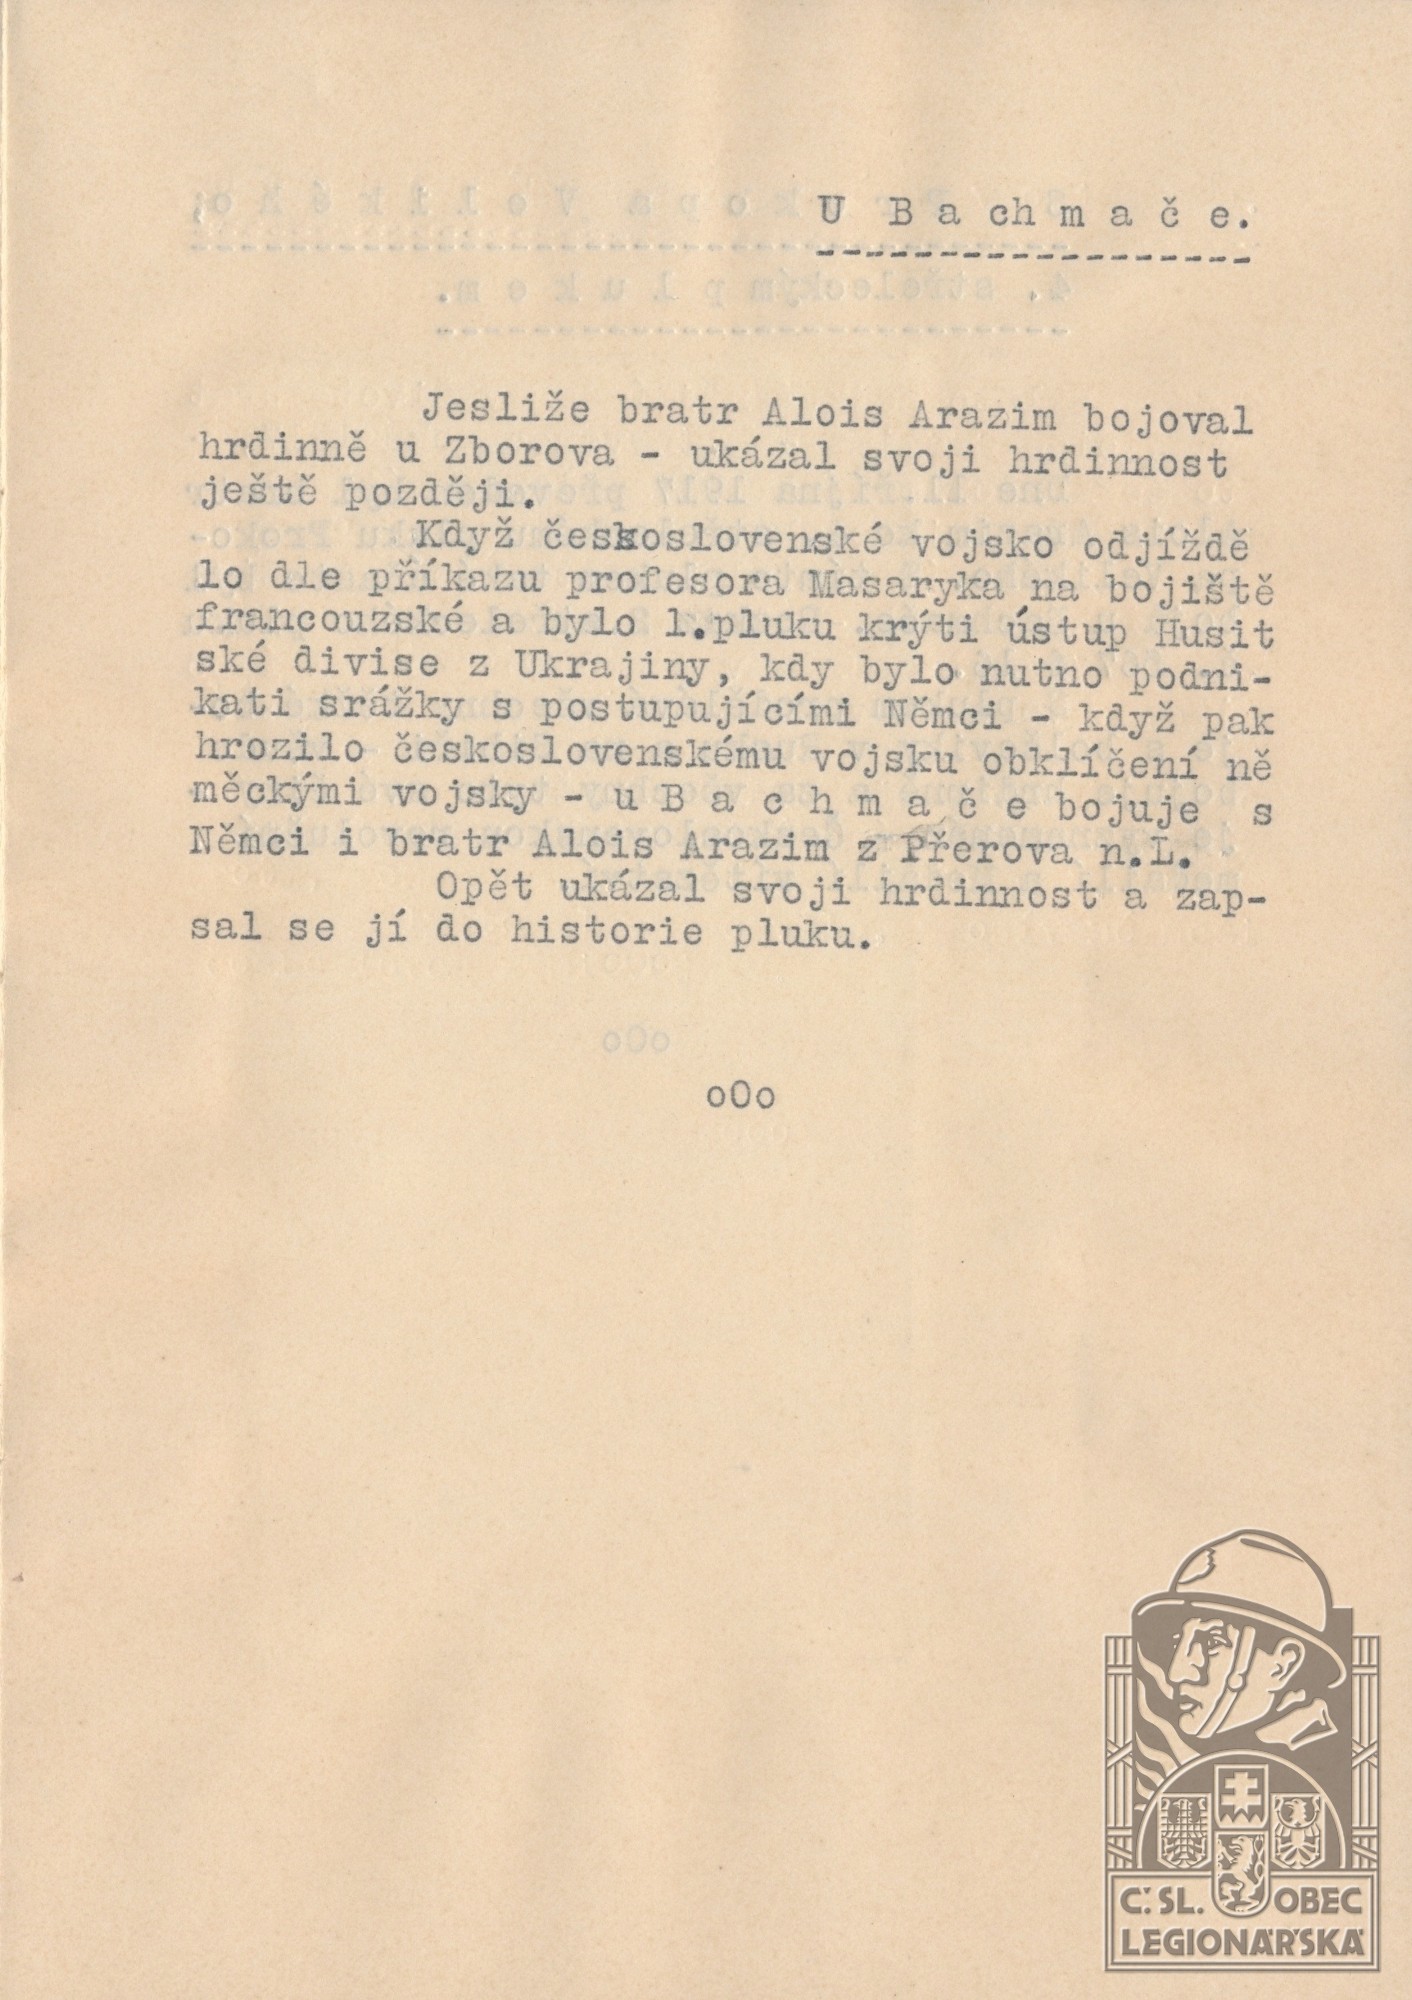 U B a ch m a č e.
Jesliže bratr Alois Arazim bojoval
hrdinně u Zborova - ukázal svoji hrdinnost
ještě později.
Když československé vojsko odjíždě
lo dle příkazu profesora Masaryka na bojiště
francouzské a bylo 1.pluku krýti ústup Husit
ské divise z Ukrajiny, kdy bylo nutno podni-
kati srážky s postupujícími Němci - když pak
hrozilo československému vojsku obklíčení ně
měckými vojsky - u B a c h m a č e bojuje s
Němci i bratr Alois Arazim z Přerova n.L.
Opět ukázal svoji hrdinnost a zap-
sal se jí do historie pluku.
oOo
Č.SL. OBEC
LEGIONÁŘSKÁ